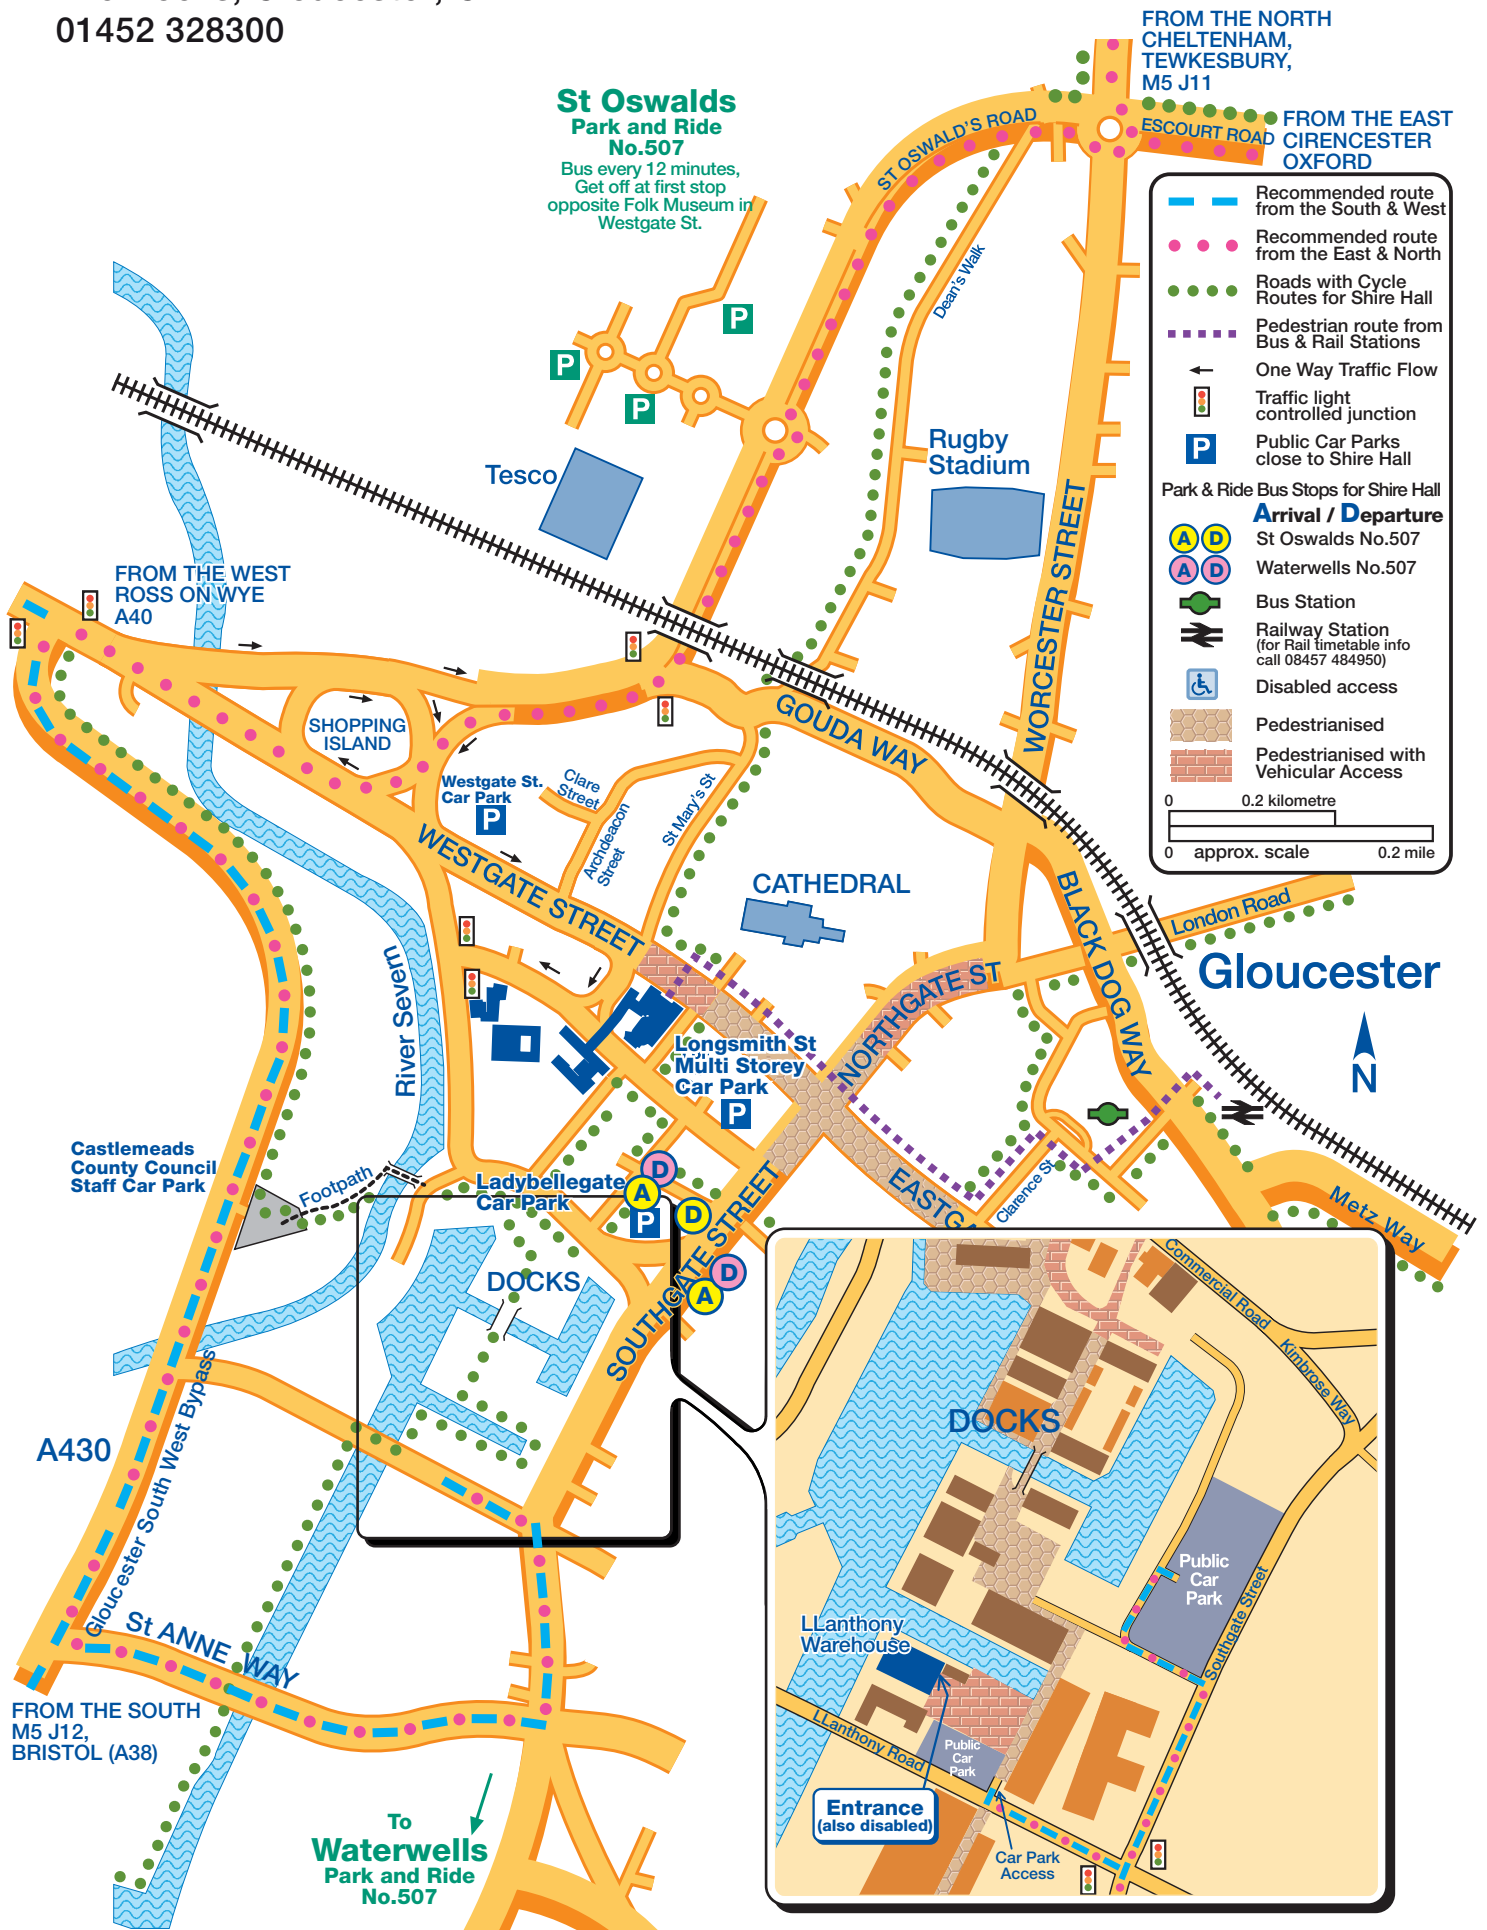 01452 328300
FROM THE NORTH
CHELTENHAM,
TEWKESBURY,
M5 J11
ST OSWALD'S ROAD
ESCOURT ROAD
FROM THE EAST
CIRENCESTER
OXFORD
St Oswalds
Park and Ride
No.507
Bus every 12 minutes,
Get off at first stop
opposite Folk Museum in
Westgate St.
Recommended route
from the South & West
Recommended route
from the East & North
Roads with Cycle
Routes for Shire Hall
Pedestrian route from
Bus & Rail Stations
One Way Traffic Flow
Traffic light
controlled junction
P
Public Car Parks
close to Shire Hall
Park & Ride Bus Stops for Shire Hall
Arrival / Departure
A D
St Oswalds No.507
A D
Waterwells No.507
Bus Station
Railway Station
(for Rail timetable info
call 08457 484950)
Disabled access
Pedestrianised
Pedestrianised with
Vehicular Access
0 0.2 kilometre
0 approx. scale 0.2 mile
Dean's Walk
P
P
P
Tesco
Rugby
Stadium
WORCESTER STREET
FROM THE WEST
ROSS ON WYE
A40
SHOPPING
ISLAND
GOUDA WAY
Westgate St.
Car Park
P
Clare
Street
Archdeacon
Street
St Mary's St
WESTGATE STREET
CATHEDRAL
BLACK DOG WAY
London Road
Gloucester
N
River Severn
NORTHGATE ST
Longsmith St
Multi Storey
Car Park
P
Castlemeads
County Council
Staff Car Park
Footpath
Ladybellegate
Car Park
D
A
P
D
D
A
EASTGA
Clarence St
Metz Way
SOUTHGATE STREET
DOCKS
A430
Gloucester South West Bypass
St ANNE WAY
FROM THE SOUTH
M5 J12,
BRISTOL (A38)
To
Waterwells
Park and Ride
No.507
Commercial Road
Kimbrose Way
DOCKS
Public
Car
Park
Southgate Street
LLanthony
Warehouse
LLanthony Road
Public
Car
Park
Entrance
(also disabled)
Car Park
Access